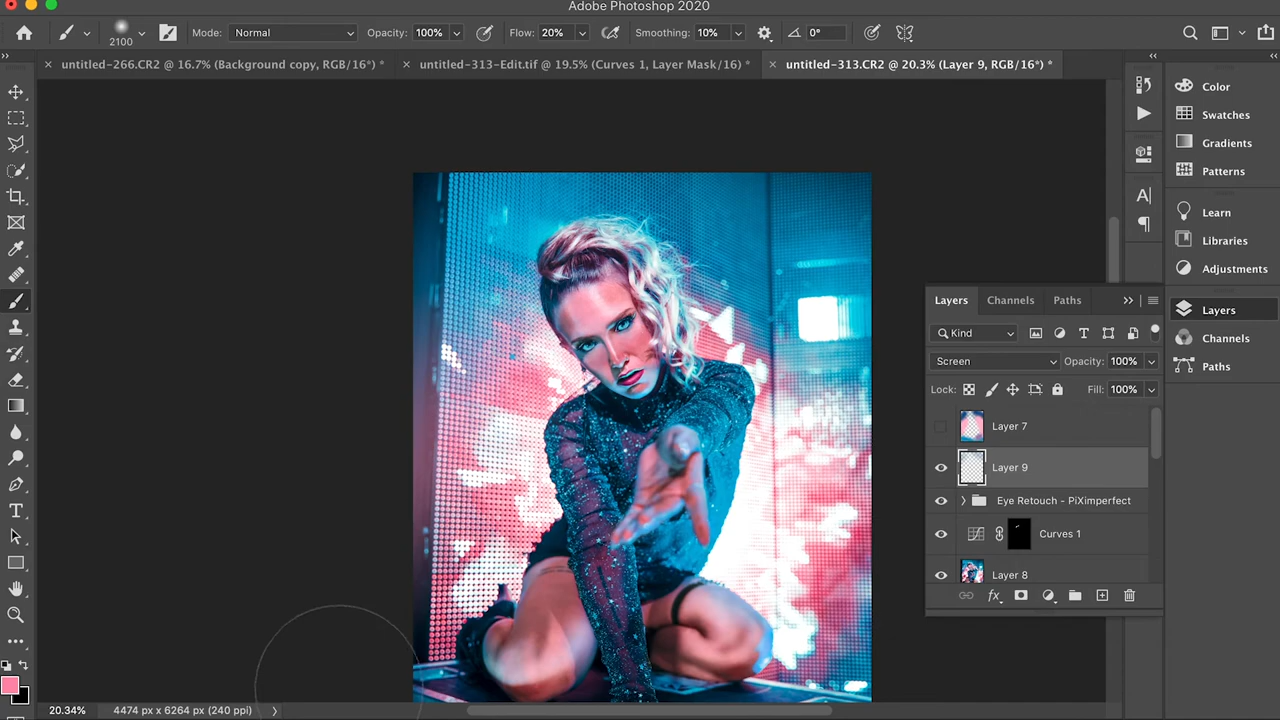 Adobe Photoshop 2020
2100 Mode: Normal Opacity: 100% Flow: 20% Smoothing: 10% 0°
untitled-266.CR2 @ 16.7% (Background copy, RGB/16*) * untitled-313-Edit.tif @ 19.5% (Curves 1, Layer Mask/16) * untitled-313.CR2 @ 20.3% (Layer 9, RGB/16*) *
Color
Swatches
Gradients
Patterns
Learn
Libraries
Adjustments
Layers
Channels
Paths
Layers Channels Paths
Kind
Screen Opacity: 100%
Lock: Fill: 100%
Layer 7
Layer 9
Eye Retouch - PiXimperfect
Curves 1
Layer 8
20.34% 4474 px x 6264 px (240 ppi)